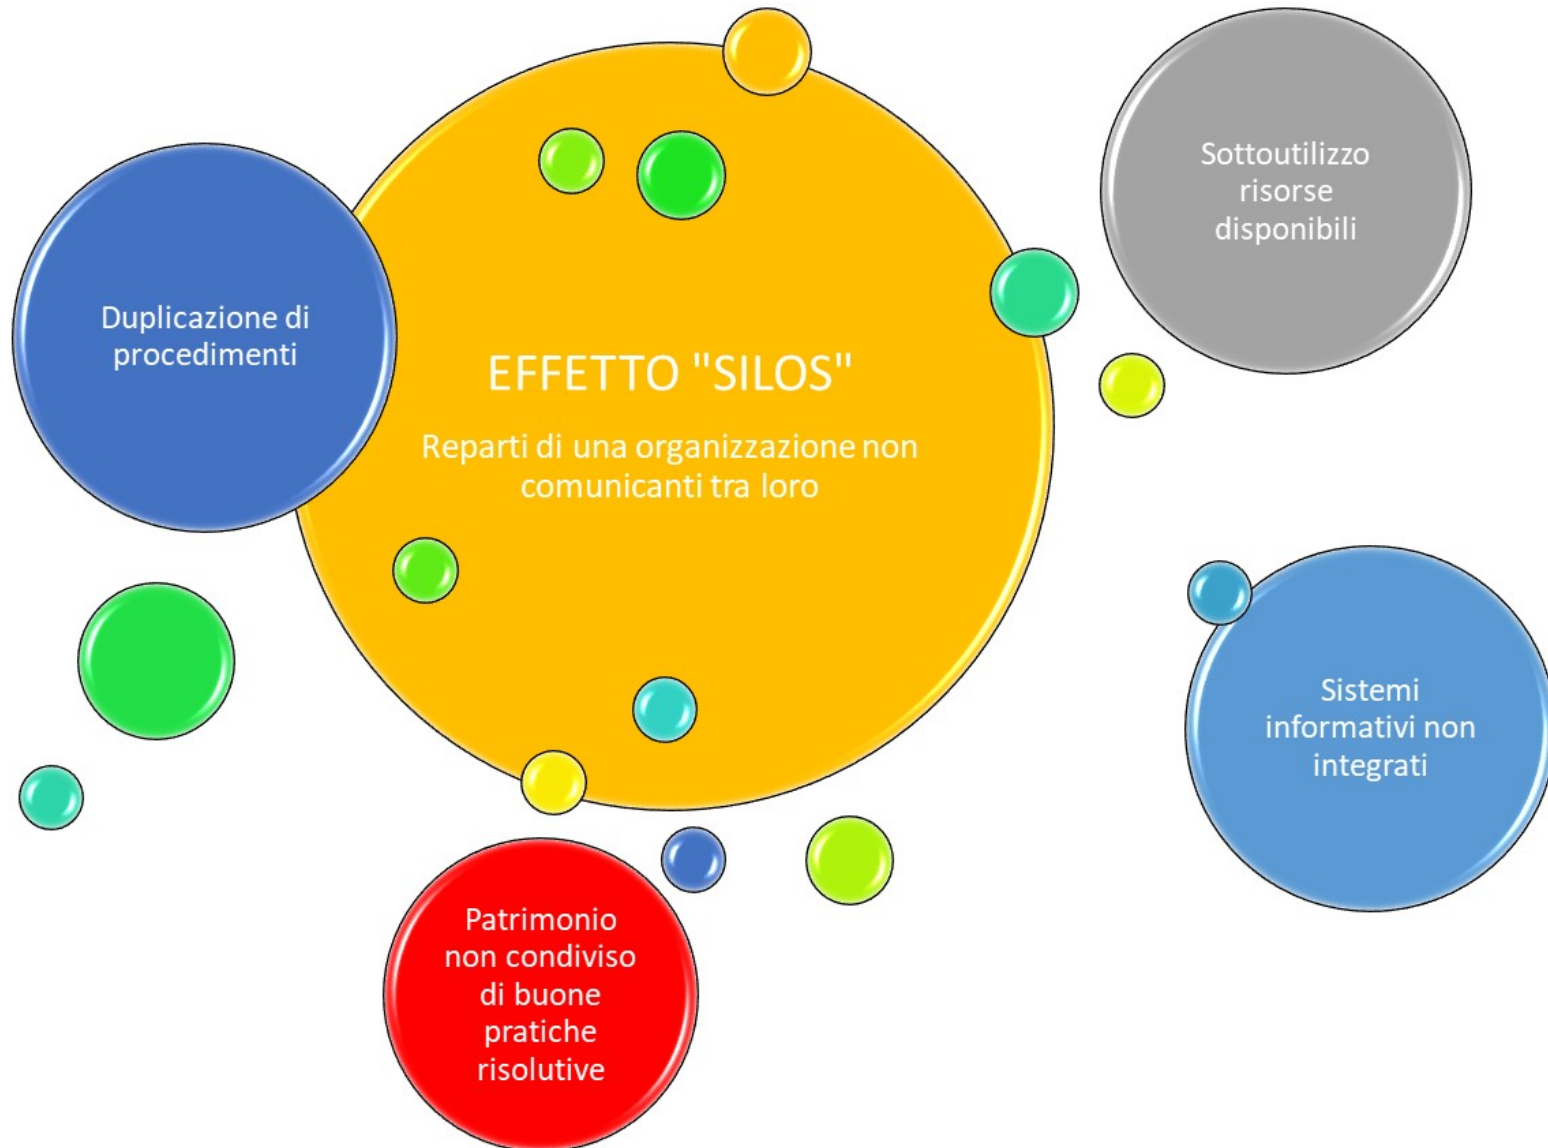 EFFETTO "SILOS"
Reparti di una organizzazione non
comunicanti tra loro
Duplicazione di
procedimenti
Sottoutilizzo
risorse
disponibili
Sistemi
informativi non
integrati
Patrimonio
non condiviso
di buone
pratiche
risolutive